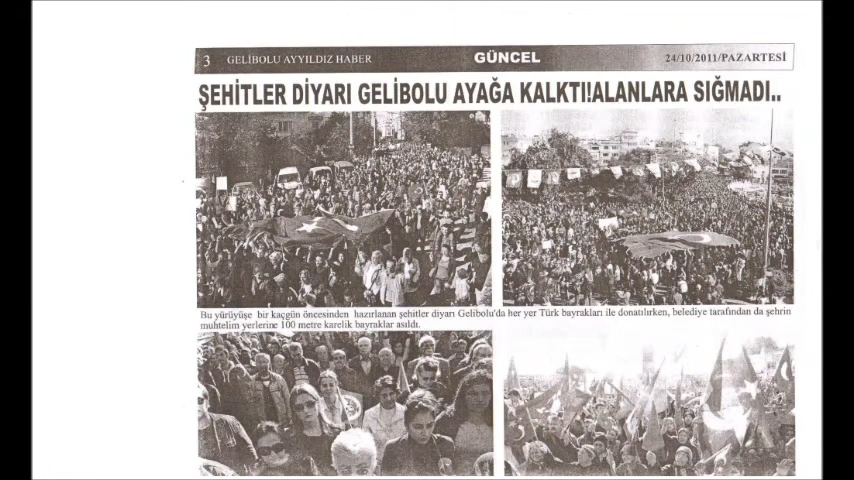 3 GELİBOLU AYYILDIZ HABER GÜNCEL 24/10/2011/PAZARTESİ
ŞEHİTLER DİYARI GELİBOLU AYAĞA KALKTI!ALANLARA SIĞMADI..
Bu yürüyüşe bir kaçgün öncesinden hazırlanan şehitler diyarı Gelibolu'da her yer Türk bayrakları ile donatılırken, belediye tarafından da şehrin
muhtelim yerlerine 100 metre karelik bayraklar asıldı.